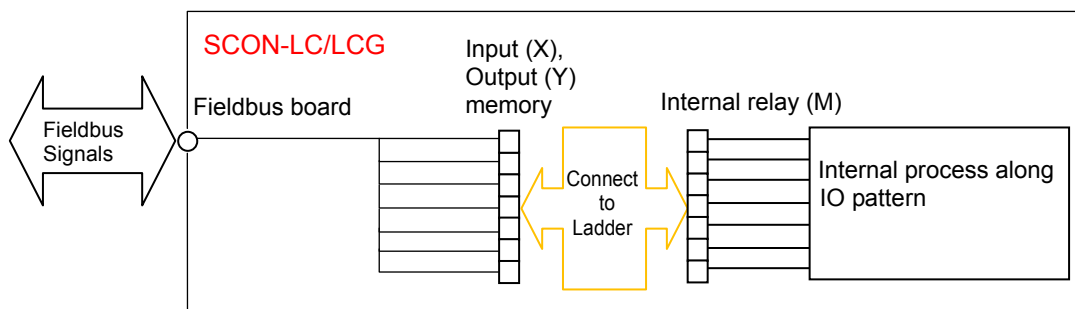 SCON-LC/LCG
Input (X),
Output (Y)
memory
Fieldbus board
Internal relay (M)
Fieldbus
Signals
Connect
to
Ladder
Internal process along
IO pattern